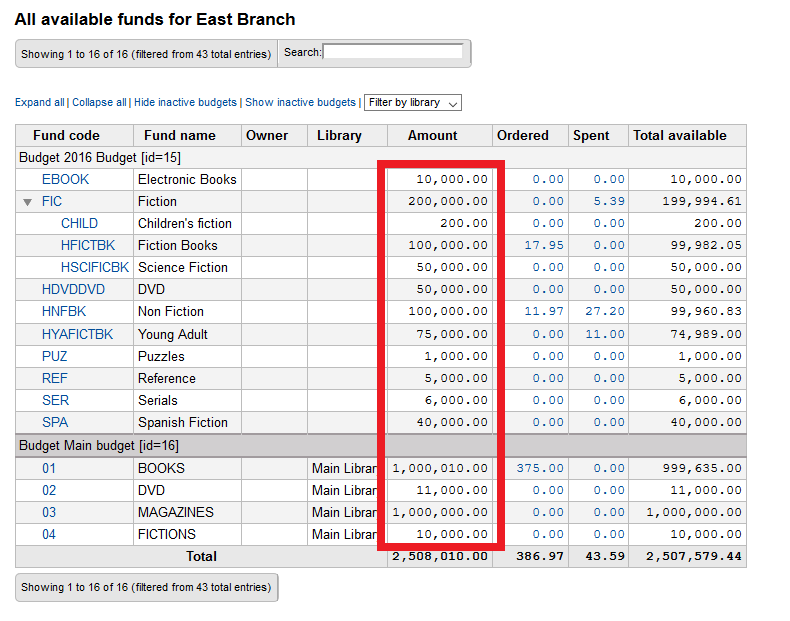 All available funds for East Branch
Showing 1 to 16 of 16 (filtered from 43 total entries) Search:
Expand all | Collapse all | Hide inactive budgets | Show inactive budgets | Filter by library
Fund code Fund name Owner Library Amount Ordered Spent Total available
Budget 2016 Budget [id=15]
EBOOK Electronic Books 10,000.00 0.00 0.00 10,000.00
FIC Fiction 200,000.00 0.00 5.39 199,994.61
CHILD Children's fiction 200.00 0.00 0.00 200.00
HFICTBK Fiction Books 100,000.00 17.95 0.00 99,982.05
HSCIFICBK Science Fiction 50,000.00 0.00 0.00 50,000.00
HDVDDVD DVD 50,000.00 0.00 0.00 50,000.00
HNFBK Non Fiction 100,000.00 11.97 27.20 99,960.83
HYAFICTBK Young Adult 75,000.00 0.00 11.00 74,989.00
PUZ Puzzles 1,000.00 0.00 0.00 1,000.00
REF Reference 5,000.00 0.00 0.00 5,000.00
SER Serials 6,000.00 0.00 0.00 6,000.00
SPA Spanish Fiction 40,000.00 0.00 0.00 40,000.00
Budget Main budget [id=16]
01 BOOKS Main Librar 1,000,010.00 375.00 0.00 999,635.00
02 DVD Main Librar 11,000.00 0.00 0.00 11,000.00
03 MAGAZINES Main Librar 1,000,000.00 0.00 0.00 1,000,000.00
04 FICTIONS Main Librar 10,000.00 0.00 0.00 10,000.00
Total 2,508,010.00 386.97 43.59 2,507,579.44
Showing 1 to 16 of 16 (filtered from 43 total entries)